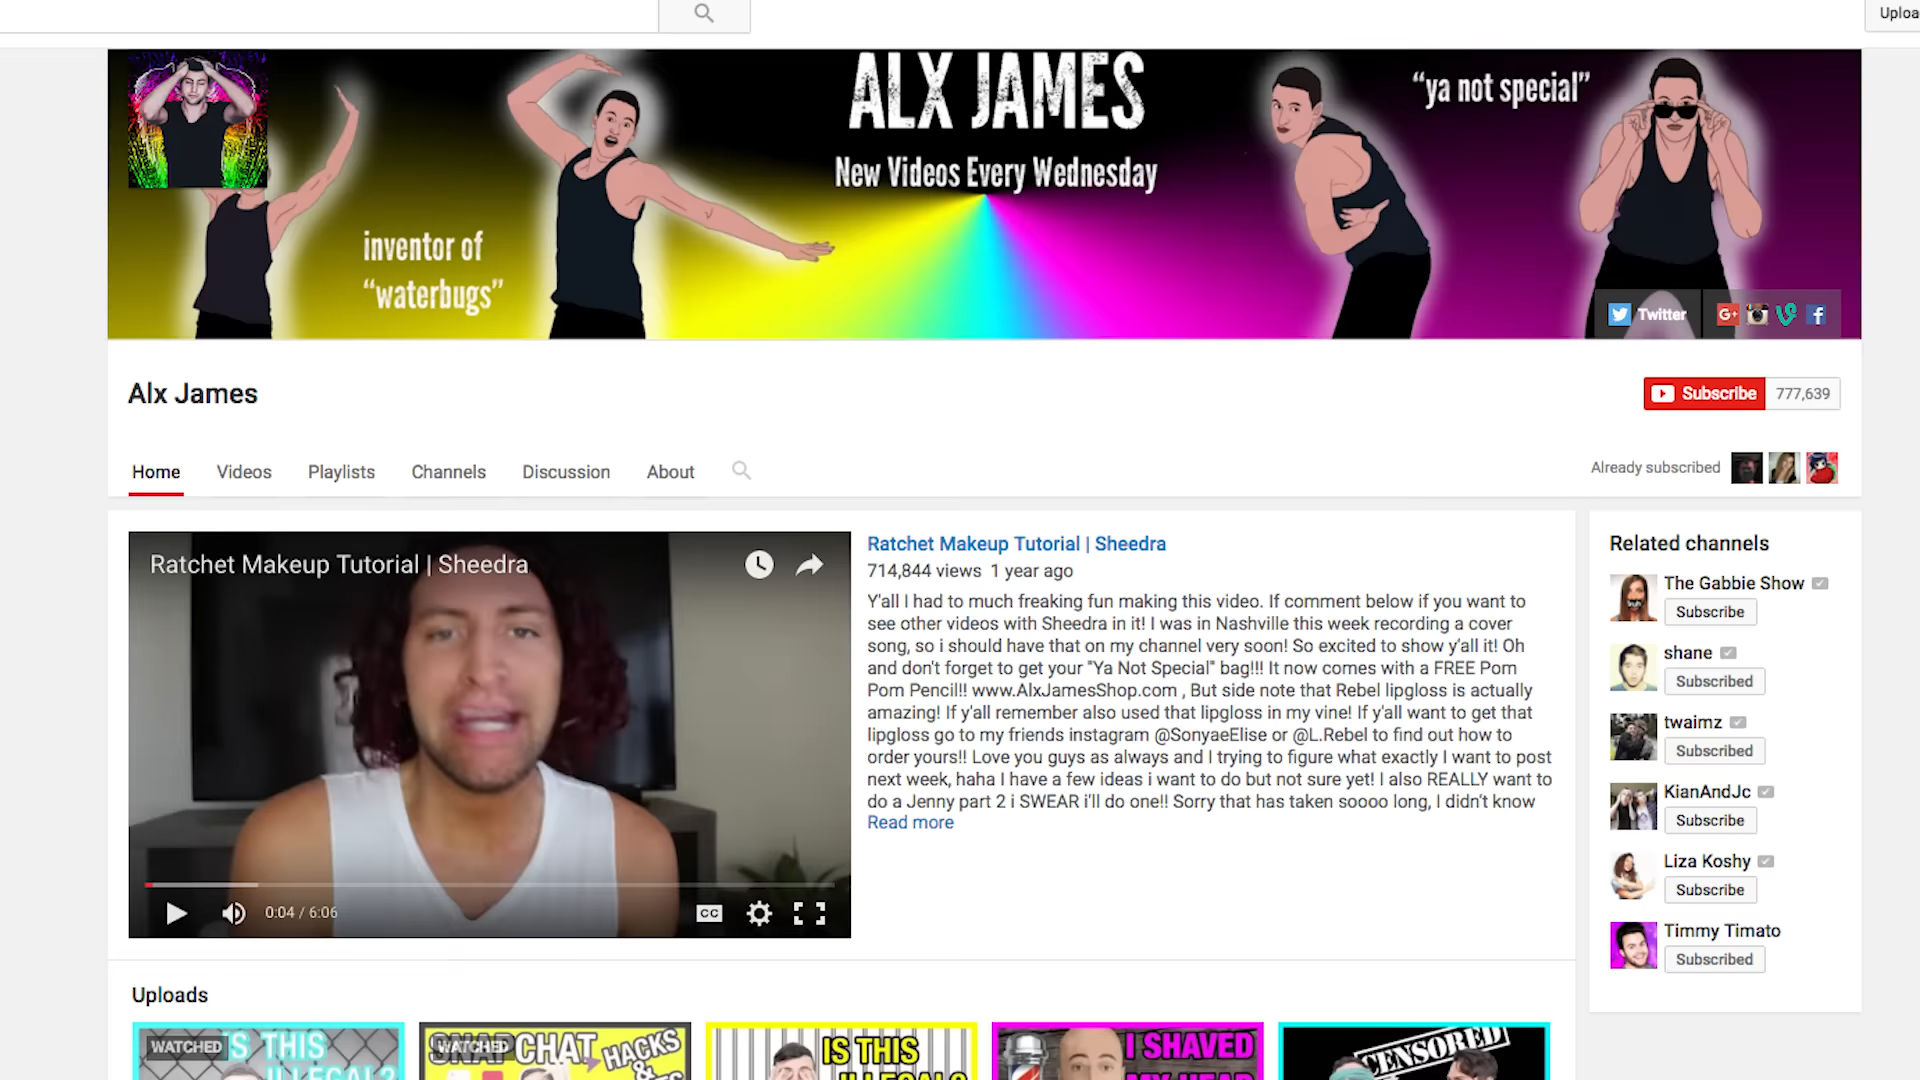 Uploa
ALX JAMES
New Videos Every Wednesday
"ya not special"
inventor of
"waterbugs"
Twitter
Alx James
Subscribe 777,639
Home Videos Playlists Channels Discussion About
Already subscribed
Ratchet Makeup Tutorial | Sheedra
0:04 / 6:06
CC
Ratchet Makeup Tutorial | Sheedra
714,844 views 1 year ago
Y'all I had to much freaking fun making this video. If comment below if you want to
see other videos with Sheedra in it! I was in Nashville this week recording a cover
song, so i should have that on my channel very soon! So excited to show y'all it! Oh
and don't forget to get your "Ya Not Special" bag!!! It now comes with a FREE Pom
Pom Pencil!! www.AlxJamesShop.com , But side note that Rebel lipgloss is actually
amazing! If y'all remember also used that lipgloss in my vine! If y'all want to get that
lipgloss go to my friends instagram @SonyaeElise or @L.Rebel to find out how to
order yours!! Love you guys as always and I trying to figure what exactly I want to post
next week, haha I have a few ideas i want to do but not sure yet! I also REALLY want to
do a Jenny part 2 i SWEAR i'll do one!! Sorry that has taken soooo long, I didn't know
Read more
Related channels
The Gabbie Show
Subscribe
shane
Subscribed
twaimz
Subscribed
KianAndJc
Subscribe
Liza Koshy
Subscribe
Timmy Timato
Subscribed
Uploads
WATCHED
IS THIS
ILLEGAL?
WATCHED
SNAPCHAT HACKS
&
IS THIS
ILLEGAL?
I SHAVED
MY HEAD
CENSORED